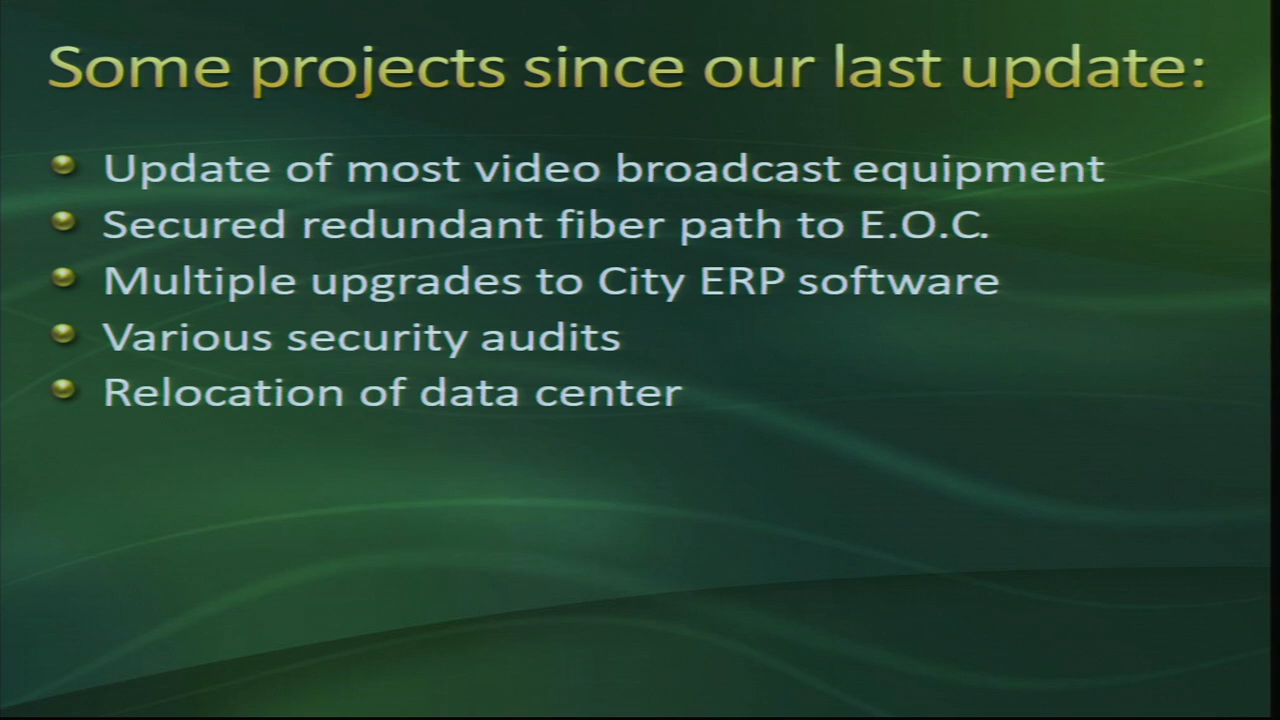 Some projects since our last update:
Update of most video broadcast equipment
Secured redundant fiber path to E.O.C.
Multiple upgrades to City ERP software
Various security audits
Relocation of data center